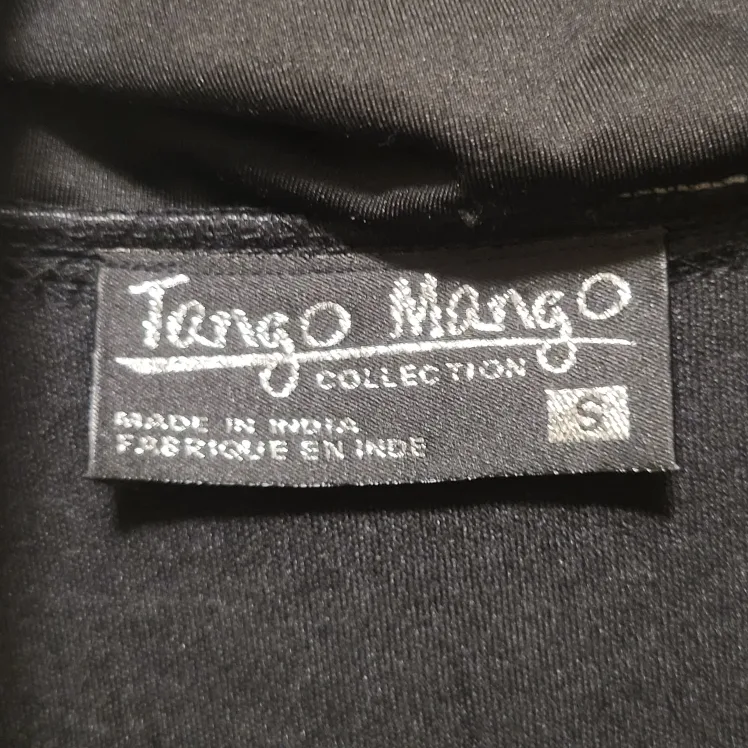 Tango Mango
COLLECTION
S
MADE IN INDIA
FABRIQUE EN INDE